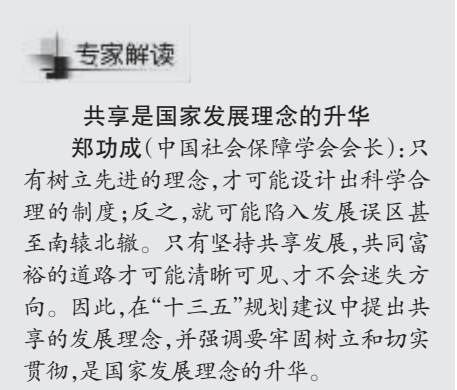 专家解读
共享是国家发展理念的升华
郑功成(中国社会保障学会会长):只
有树立先进的理念,才可能设计出科学合
理的制度;反之,就可能陷入发展误区甚
至南辕北辙。只有坚持共享发展,共同富
裕的道路才可能清晰可见、才不会迷失方
向。因此,在“十三五”规划建议中提出共
享的发展理念,并强调要牢固树立和切实
贯彻,是国家发展理念的升华。